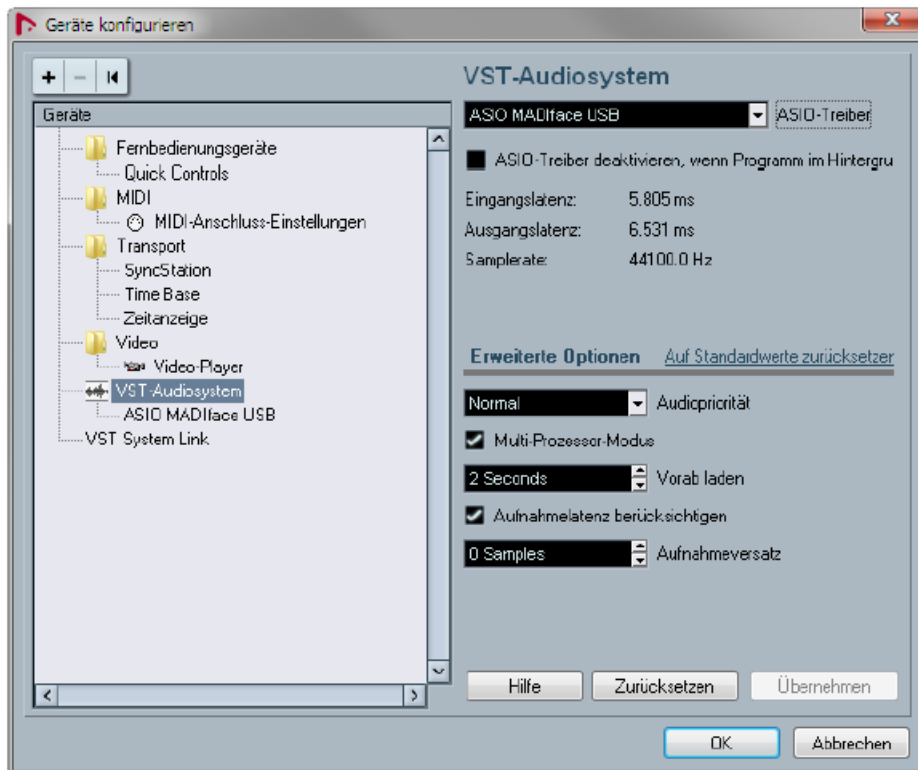 Geräte konfigurieren
Geräte
Fernbedienungsgeräte
Quick Controls
MIDI
MIDI-Anschluss-Einstellungen
Transport
SyncStation
Time Base
Zeitanzeige
Video
Video-Player
VST-Audiosystem
ASIO MADIface USB
VST System Link
VST-Audiosystem
ASIO MADIface USB ASIO-Treiber
ASIO-Treiber deaktivieren, wenn Programm im Hintergru
Eingangslatenz: 5.805 ms
Ausgangslatenz: 6.531 ms
Samplerate: 44100.0 Hz
Erweiterte Optionen Auf Standardwerte zurücksetzer
Normal Audiopriorität
Multi-Prozessor-Modus
2 Seconds Vorab laden
Aufnahmelatenz berücksichtigen
0 Samples Aufnahmeversatz
Hilfe Zurücksetzen Übernehmen
OK Abbrechen